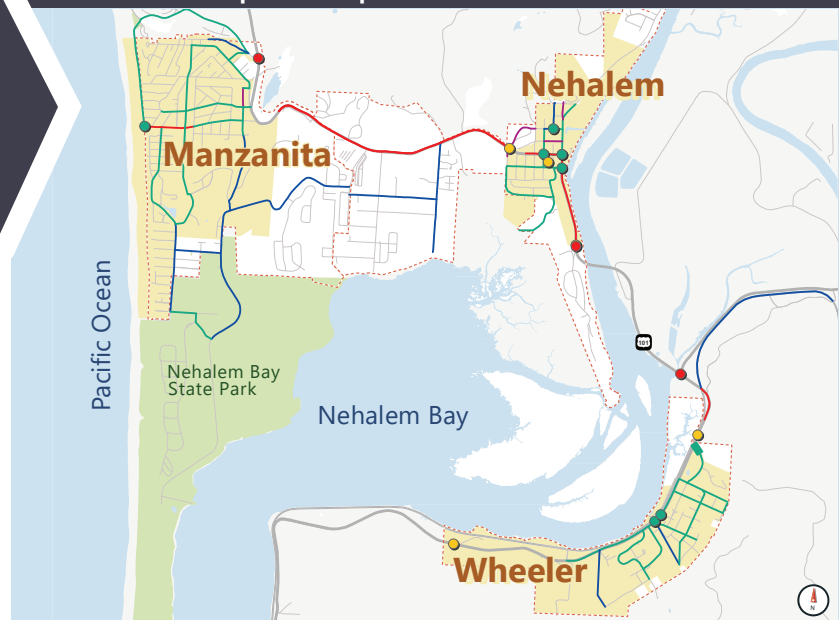 Nehalem
Manzanita
Pacific Ocean
101
Nehalem Bay
State Park
Nehalem Bay
Wheeler
N